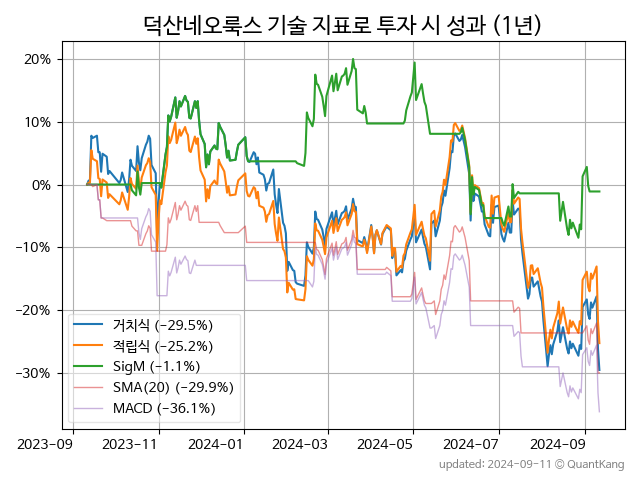 덕산네오룩스 기술 지표로 투자 시 성과 (1년)
20%
10%
0%
−10%
−20%
−30%
거치식 (−29.5%)
적립식 (−25.2%)
SigM (−1.1%)
SMA(20) (−29.9%)
MACD (−36.1%)
2023-09
2023-11
2024-01
2024-03
2024-05
2024-07
2024-09
updated: 2024-09-11 © QuantKang